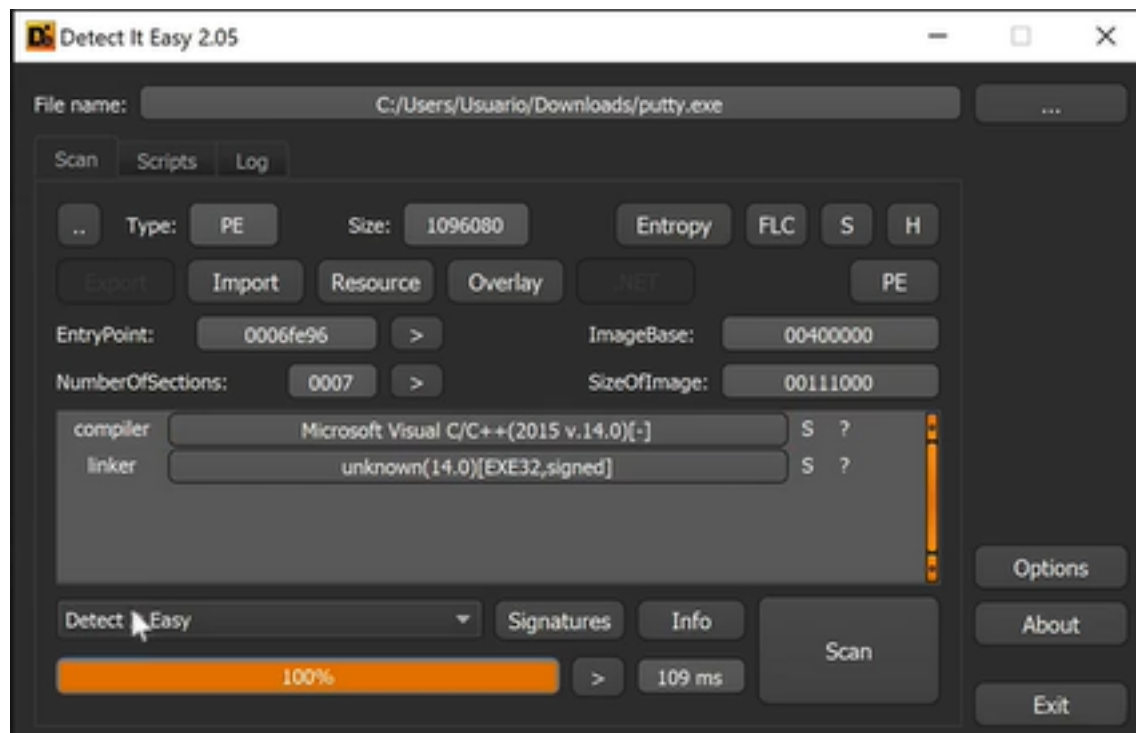 Detect It Easy 2.05
File name: C:/Users/Usuario/Downloads/putty.exe ...
Scan Scripts Log
.. Type: PE Size: 1096080 Entropy FLC S H
Export Import Resource Overlay .NET PE
EntryPoint: 0006fe96 > ImageBase: 00400000
NumberOfSections: 0007 > SizeOfImage: 00111000
compiler Microsoft Visual C/C++(2015 v.14.0)[-] S ?
linker unknown(14.0)[EXE32,signed] S ?
Options
Detect Easy Signatures Info About
Scan
100% > 109 ms
Exit